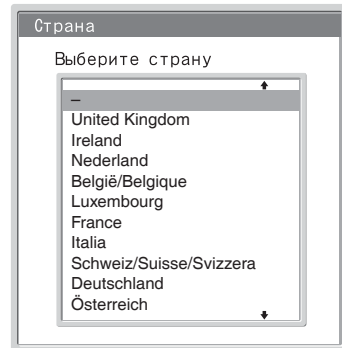 Страна
Выберите страну
–
United Kingdom
Ireland
Nederland
België/Belgique
Luxembourg
France
Italia
Schweiz/Suisse/Svizzera
Deutschland
Österreich